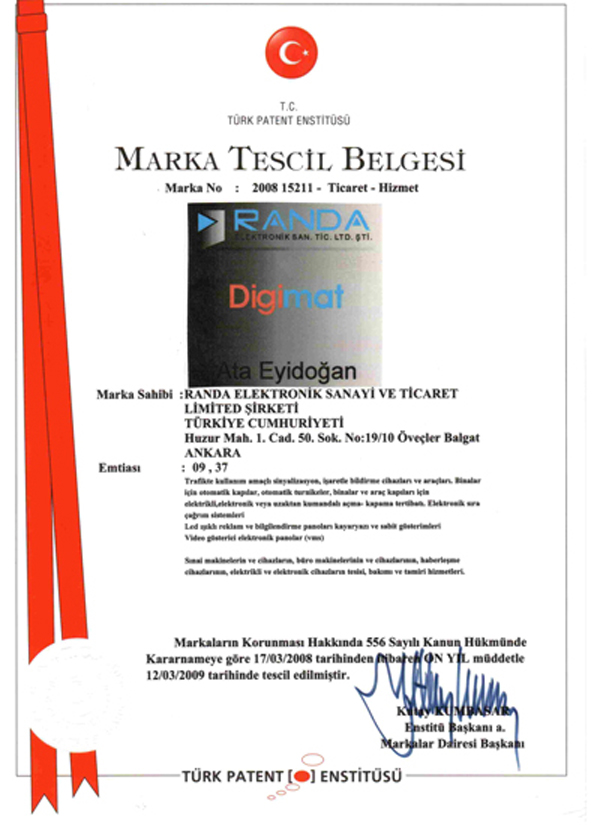 T.C.
TÜRK PATENT ENSTİTÜSÜ
MARKA TESCİL BELGESİ
Marka No : 2008 15211 - Ticaret - Hizmet
RANDA
ELEKTRONİK SAN. TİC. LTD. ŞTİ.
Digimat
Ata Eyidoğan
Marka Sahibi :RANDA ELEKTRONİK SANAYİ VE TİCARET
LİMİTED ŞİRKETİ
TÜRKİYE CUMHURİYETİ
Huzur Mah. 1. Cad. 50. Sok. No:19/10 Öveçler Balgat
ANKARA
Emtiası : 09 , 37
Trafikte kullanım amaçlı sinyalizasyon, işaretle bildirme cihazları ve araçları. Binalar
için otomatik kapılar, otomatik turnikeler, binalar ve araç kapıları için
elektrikli,elektronik veya uzaktan kumandalı açma- kapama tertibatı. Elektronik sıra
çağrım sistemleri
Led ışıklı reklam ve bilgilendirme panoları kayaryazı ve sabit gösterimleri
Video gösterici elektronik panolar (vms)
Sınai makinelerin ve cihazların, büro makinelerinin ve cihazlarının, haberleşme
cihazlarının, elektrikli ve elektronik cihazların tesisi, bakımı ve tamiri hizmetleri.
Markaların Korunması Hakkında 556 Sayılı Kanun Hükmünde
Kararnameye göre 17/03/2008 tarihinden itibaren ON YIL müddetle
12/03/2009 tarihinde tescil edilmiştir.
KUMBASAR
Enstitü Başkanı a.
Markalar Dairesi Başkanı
TÜRK PATENT ENSTİTÜSÜ